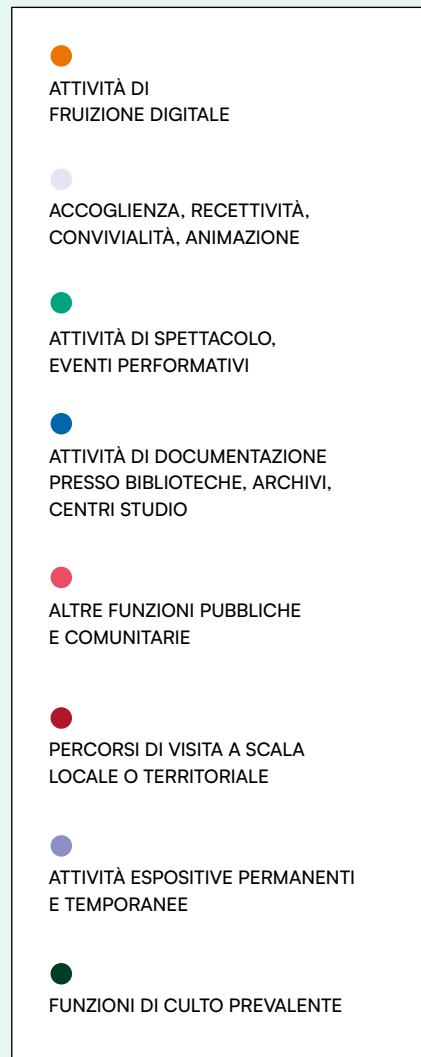 ATTIVITÀ DI
FRUIZIONE DIGITALE
ACCOGLIENZA, RECETTIVITÀ,
CONVIVIALITÀ, ANIMAZIONE
ATTIVITÀ DI SPETTACOLO,
EVENTI PERFORMATIVI
ATTIVITÀ DI DOCUMENTAZIONE
PRESSO BIBLIOTECHE, ARCHIVI,
CENTRI STUDIO
ALTRE FUNZIONI PUBBLICHE
E COMUNITARIE
PERCORSI DI VISITA A SCALA
LOCALE O TERRITORIALE
ATTIVITÀ ESPOSITIVE PERMANENTI
E TEMPORANEE
FUNZIONI DI CULTO PREVALENTE